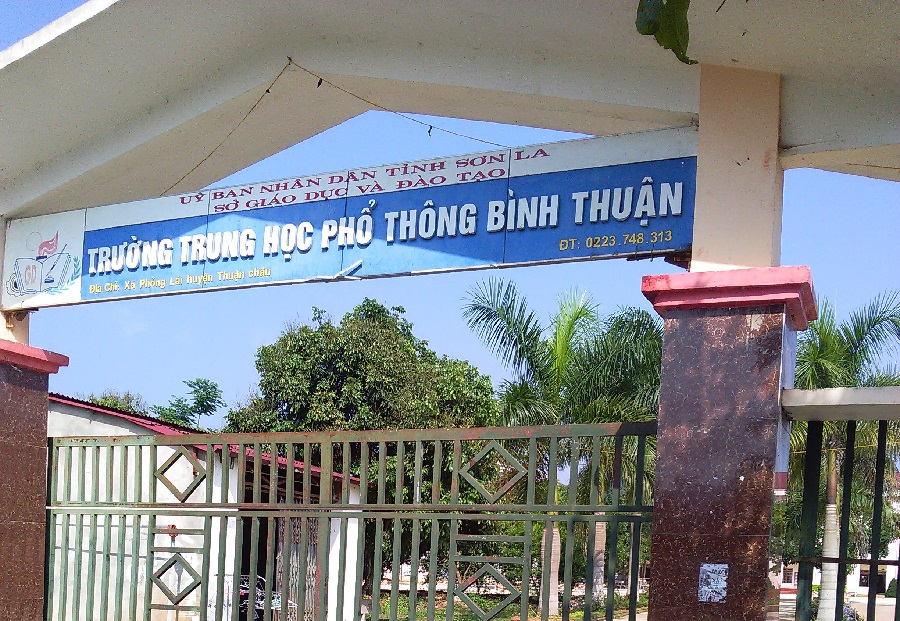 UỶ BAN NHÂN DÂN TỈNH SƠN LA
SỞ GIÁO DỤC VÀ ĐÀO TẠO
TRƯỜNG TRUNG HỌC PHỔ THÔNG BÌNH THUẬN
Địa Chỉ: Xã Phong Lái huyện Thuận châu
ĐT: 0223.748.313